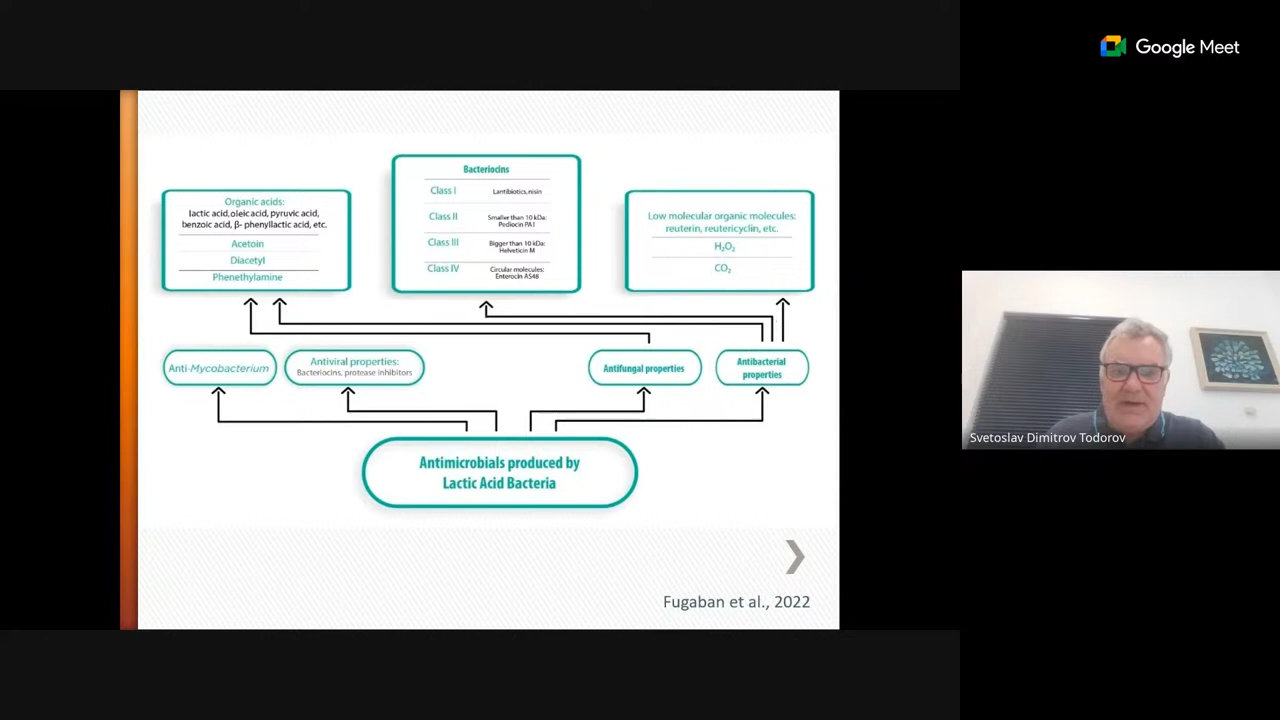 Google Meet
Bacteriocins
Class I Lantibiotics,nisin
Class II Smaller than 10 kDa:
Pediocin PA1
Class III Bigger than 10 kDa:
Helveticin M
Class IV Circular molecules:
Enterocin AS48
Organic acids:
lactic acid,oleic acid, pyruvic acid,
benzoic acid, β- phenyllactic acid, etc.
Acetoin
Diacetyl
Phenethylamine
Low molecular organic molecules:
reuterin, reutericyclin, etc.
H₂O₂
CO₂
Anti-Mycobacterium
Antiviral properties:
Bacteriocins, protease inhibitors
Antifungal properties
Antibacterial
properties
Antimicrobials produced by
Lactic Acid Bacteria
Fugaban et al., 2022
Svetoslav Dimitrov Todorov